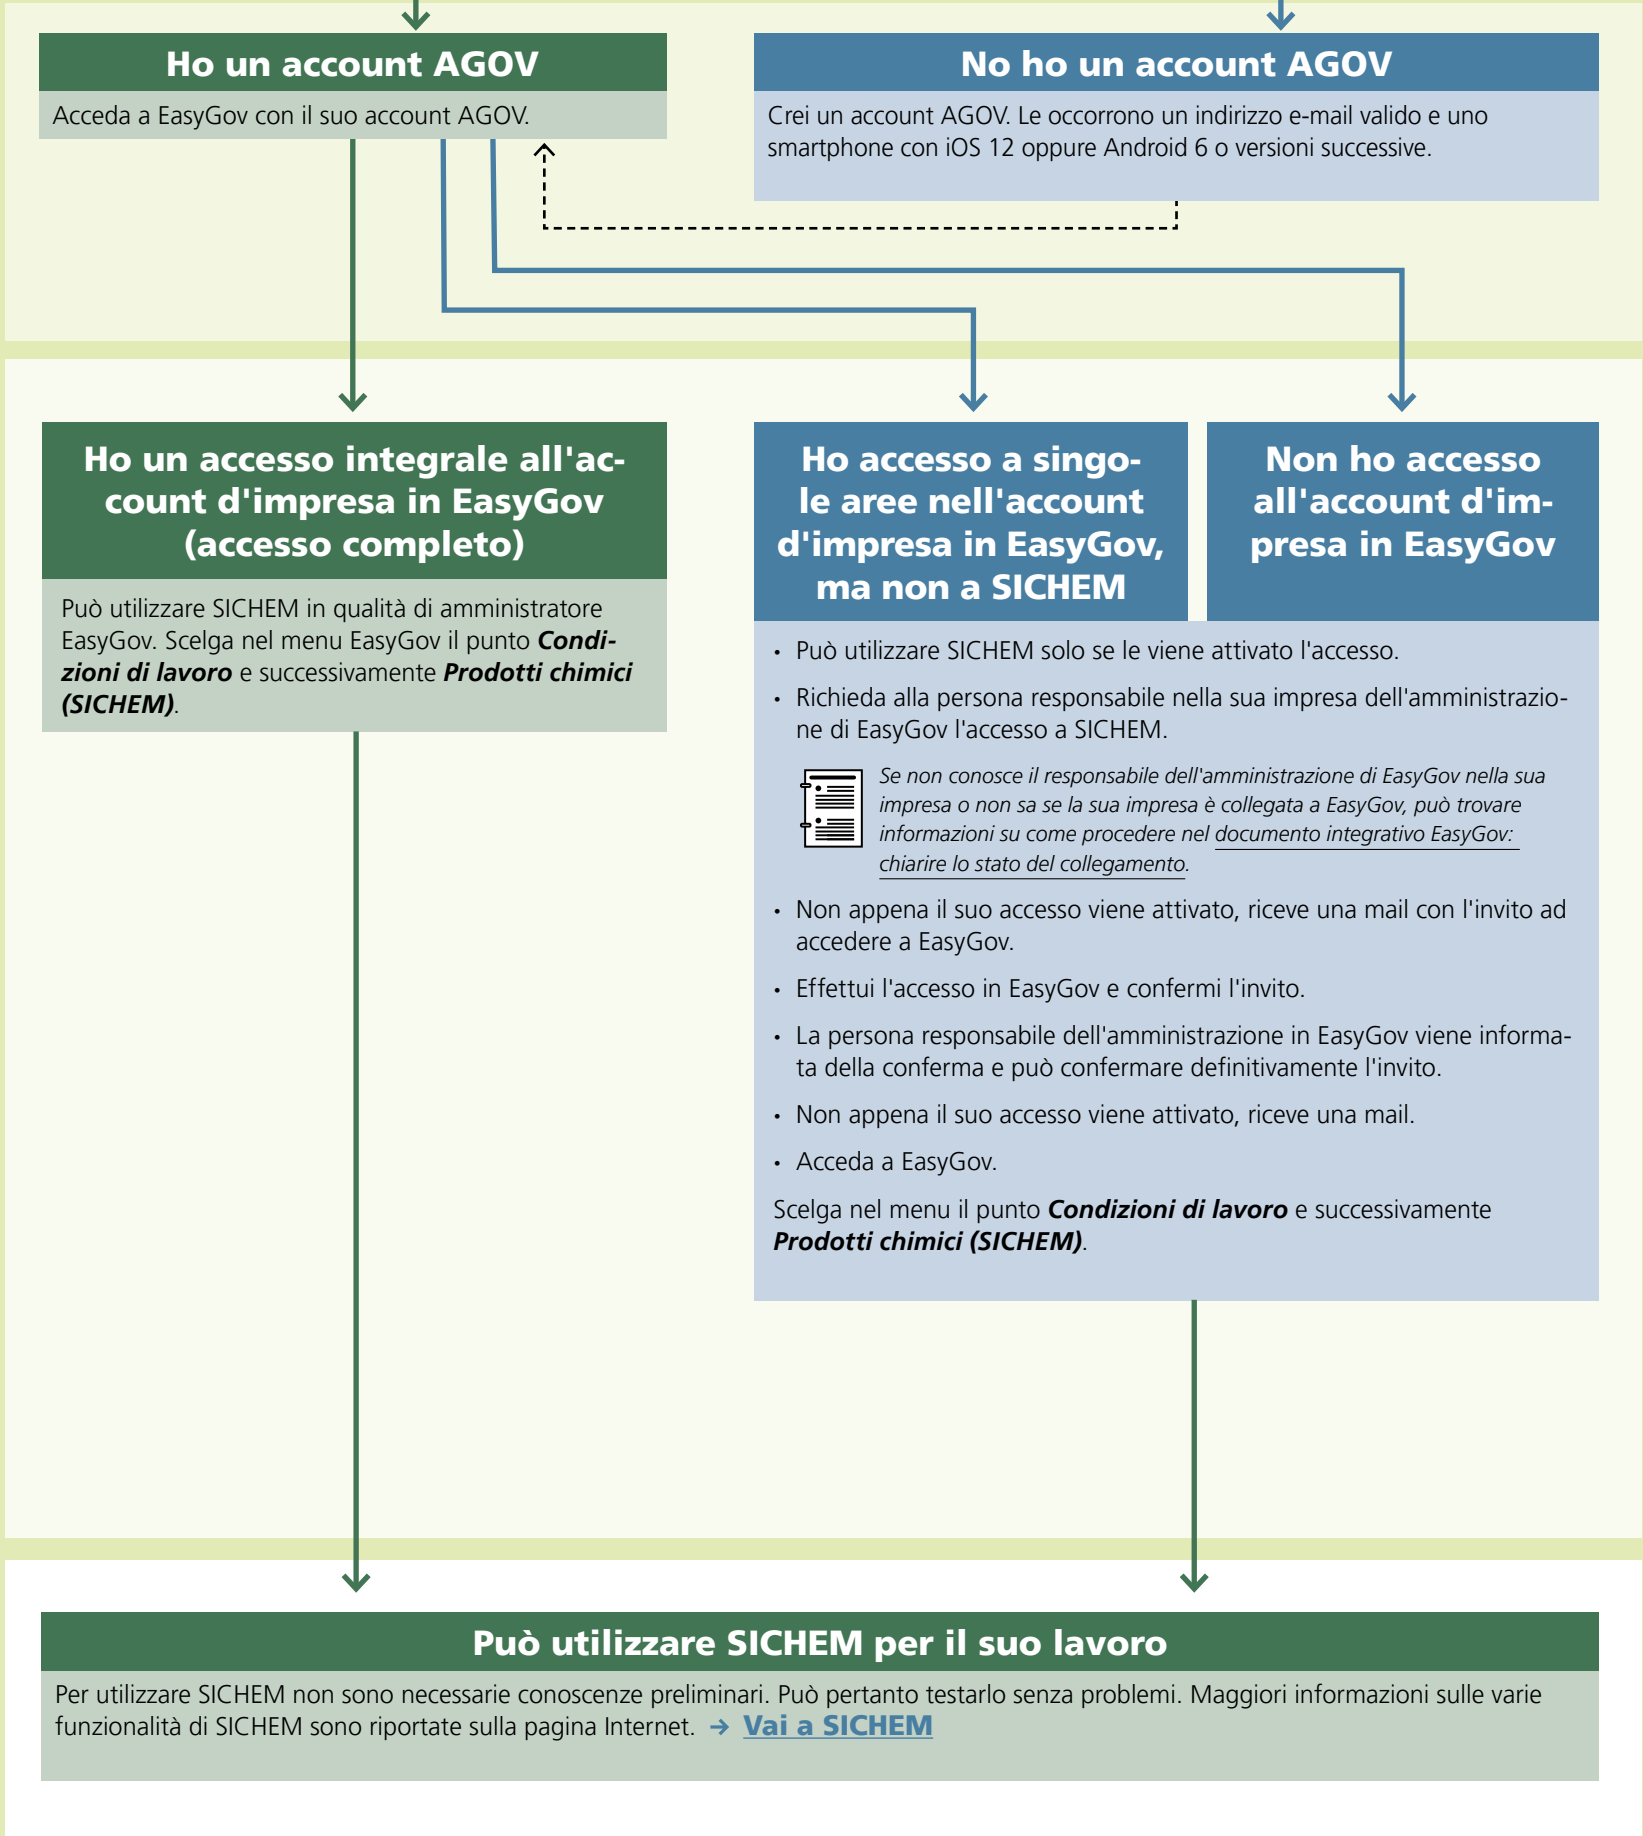 Ho un account AGOV
Acceda a EasyGov con il suo account AGOV.
No ho un account AGOV
Crei un account AGOV. Le occorrono un indirizzo e-mail valido e uno
smartphone con iOS 12 oppure Android 6 o versioni successive.
Ho un accesso integrale all'ac-
count d'impresa in EasyGov
(accesso completo)
Può utilizzare SICHEM in qualità di amministratore
EasyGov. Scelga nel menu EasyGov il punto Condi-
zioni di lavoro e successivamente Prodotti chimici
(SICHEM).
Ho accesso a singo-
le aree nell'account
d'impresa in EasyGov,
ma non a SICHEM
Non ho accesso
all'account d'im-
presa in EasyGov
• Può utilizzare SICHEM solo se le viene attivato l'accesso.
• Richieda alla persona responsabile nella sua impresa dell'amministrazio-
ne di EasyGov l'accesso a SICHEM.
Se non conosce il responsabile dell'amministrazione di EasyGov nella sua
impresa o non sa se la sua impresa è collegata a EasyGov, può trovare
informazioni su come procedere nel documento integrativo EasyGov:
chiarire lo stato del collegamento.
• Non appena il suo accesso viene attivato, riceve una mail con l'invito ad
accedere a EasyGov.
• Effettui l'accesso in EasyGov e confermi l'invito.
• La persona responsabile dell'amministrazione in EasyGov viene informa-
ta della conferma e può confermare definitivamente l'invito.
• Non appena il suo accesso viene attivato, riceve una mail.
• Acceda a EasyGov.
Scelga nel menu il punto Condizioni di lavoro e successivamente
Prodotti chimici (SICHEM).
Può utilizzare SICHEM per il suo lavoro
Per utilizzare SICHEM non sono necessarie conoscenze preliminari. Può pertanto testarlo senza problemi. Maggiori informazioni sulle varie
funzionalità di SICHEM sono riportate sulla pagina Internet. → Vai a SICHEM